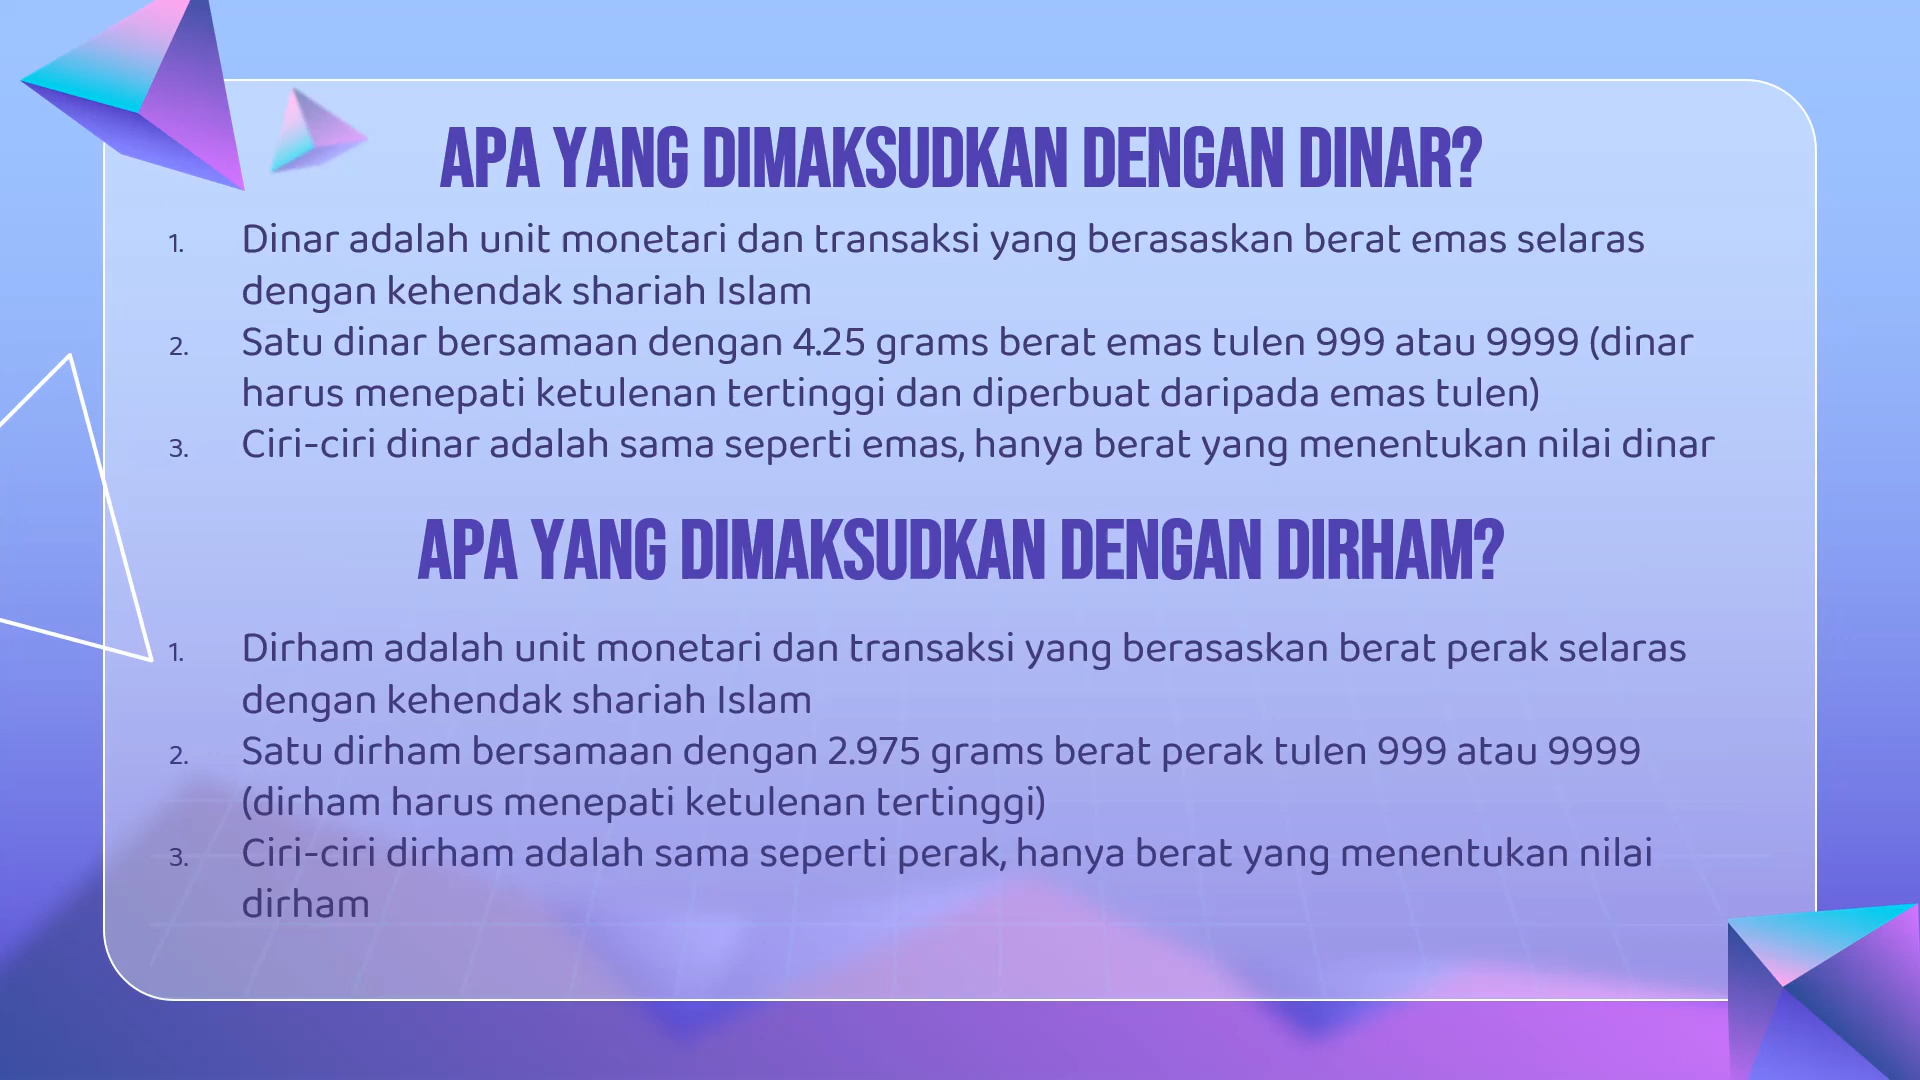 APA YANG DIMAKSUDKAN DENGAN DINAR?
1. Dinar adalah unit monetari dan transaksi yang berasaskan berat emas selaras
dengan kehendak shariah Islam
2. Satu dinar bersamaan dengan 4.25 grams berat emas tulen 999 atau 9999 (dinar
harus menepati ketulenan tertinggi dan diperbuat daripada emas tulen)
3. Ciri-ciri dinar adalah sama seperti emas, hanya berat yang menentukan nilai dinar
APA YANG DIMAKSUDKAN DENGAN DIRHAM?
1. Dirham adalah unit monetari dan transaksi yang berasaskan berat perak selaras
dengan kehendak shariah Islam
2. Satu dirham bersamaan dengan 2.975 grams berat perak tulen 999 atau 9999
(dirham harus menepati ketulenan tertinggi)
3. Ciri-ciri dirham adalah sama seperti perak, hanya berat yang menentukan nilai
dirham